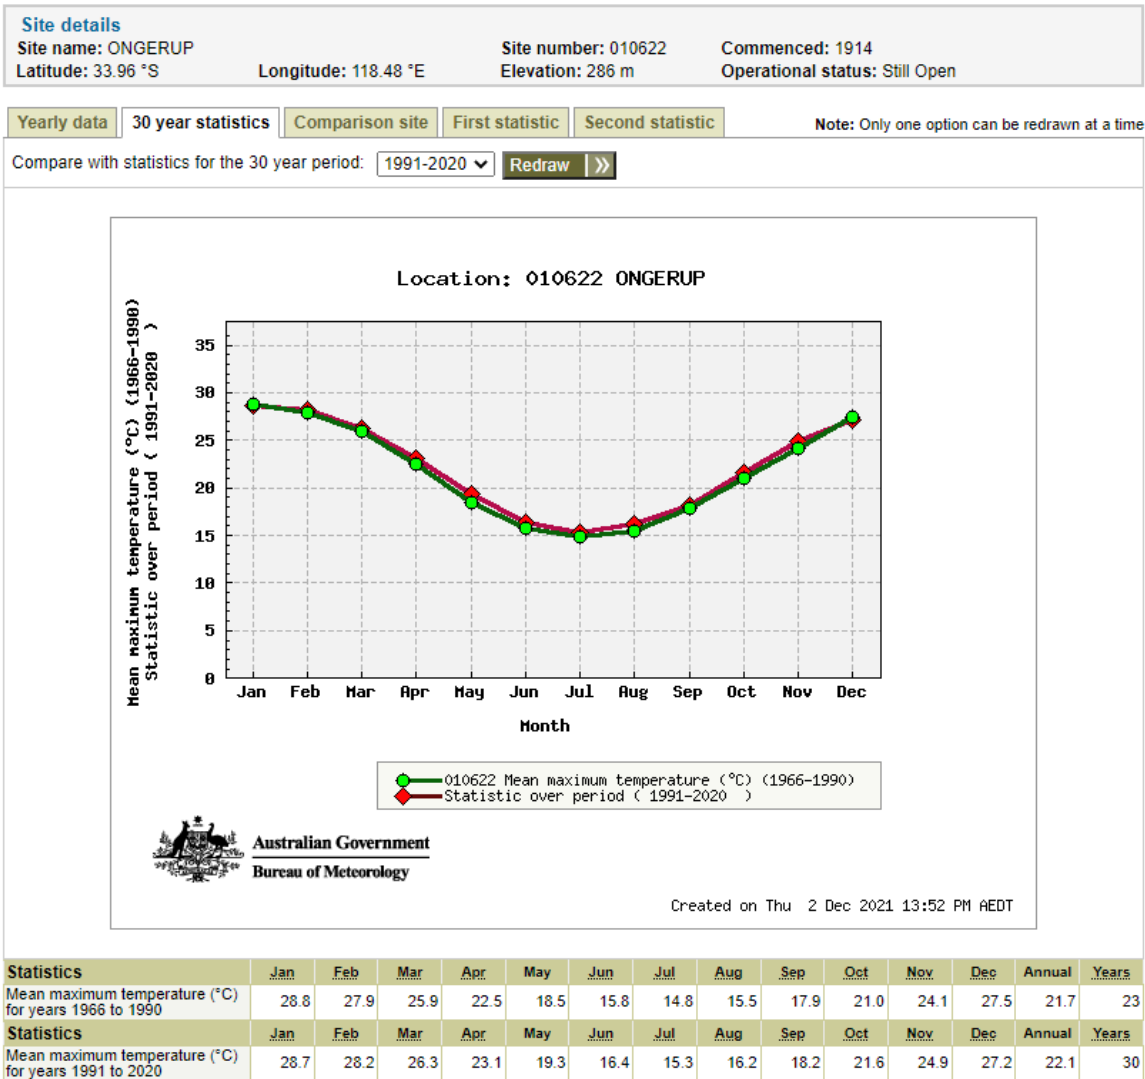 Site details
Site name: ONGERUP Site number: 010622 Commenced: 1914
Latitude: 33.96 °S Longitude: 118.48 °E Elevation: 286 m Operational status: Still Open
Yearly data 30 year statistics Comparison site First statistic Second statistic Note: Only one option can be redrawn at a time
Compare with statistics for the 30 year period: 1991-2020 Redraw
Location: 010622 ONGERUP
Mean maximum temperature (°C) (1966-1990)
Statistic over period ( 1991-2020 )
35
30
25
20
15
10
5
0
Jan Feb Mar Apr May Jun Jul Aug Sep Oct Nov Dec
Month
010622 Mean maximum temperature (°C) (1966-1990)
Statistic over period ( 1991-2020 )
Australian Government
Bureau of Meteorology
Created on Thu 2 Dec 2021 13:52 PM AEDT
Statistics Jan Feb Mar Apr May Jun Jul Aug Sep Oct Nov Dec Annual Years
Mean maximum temperature (°C)
for years 1966 to 1990 28.8 27.9 25.9 22.5 18.5 15.8 14.8 15.5 17.9 21.0 24.1 27.5 21.7 23
Statistics Jan Feb Mar Apr May Jun Jul Aug Sep Oct Nov Dec Annual Years
Mean maximum temperature (°C)
for years 1991 to 2020 28.7 28.2 26.3 23.1 19.3 16.4 15.3 16.2 18.2 21.6 24.9 27.2 22.1 30